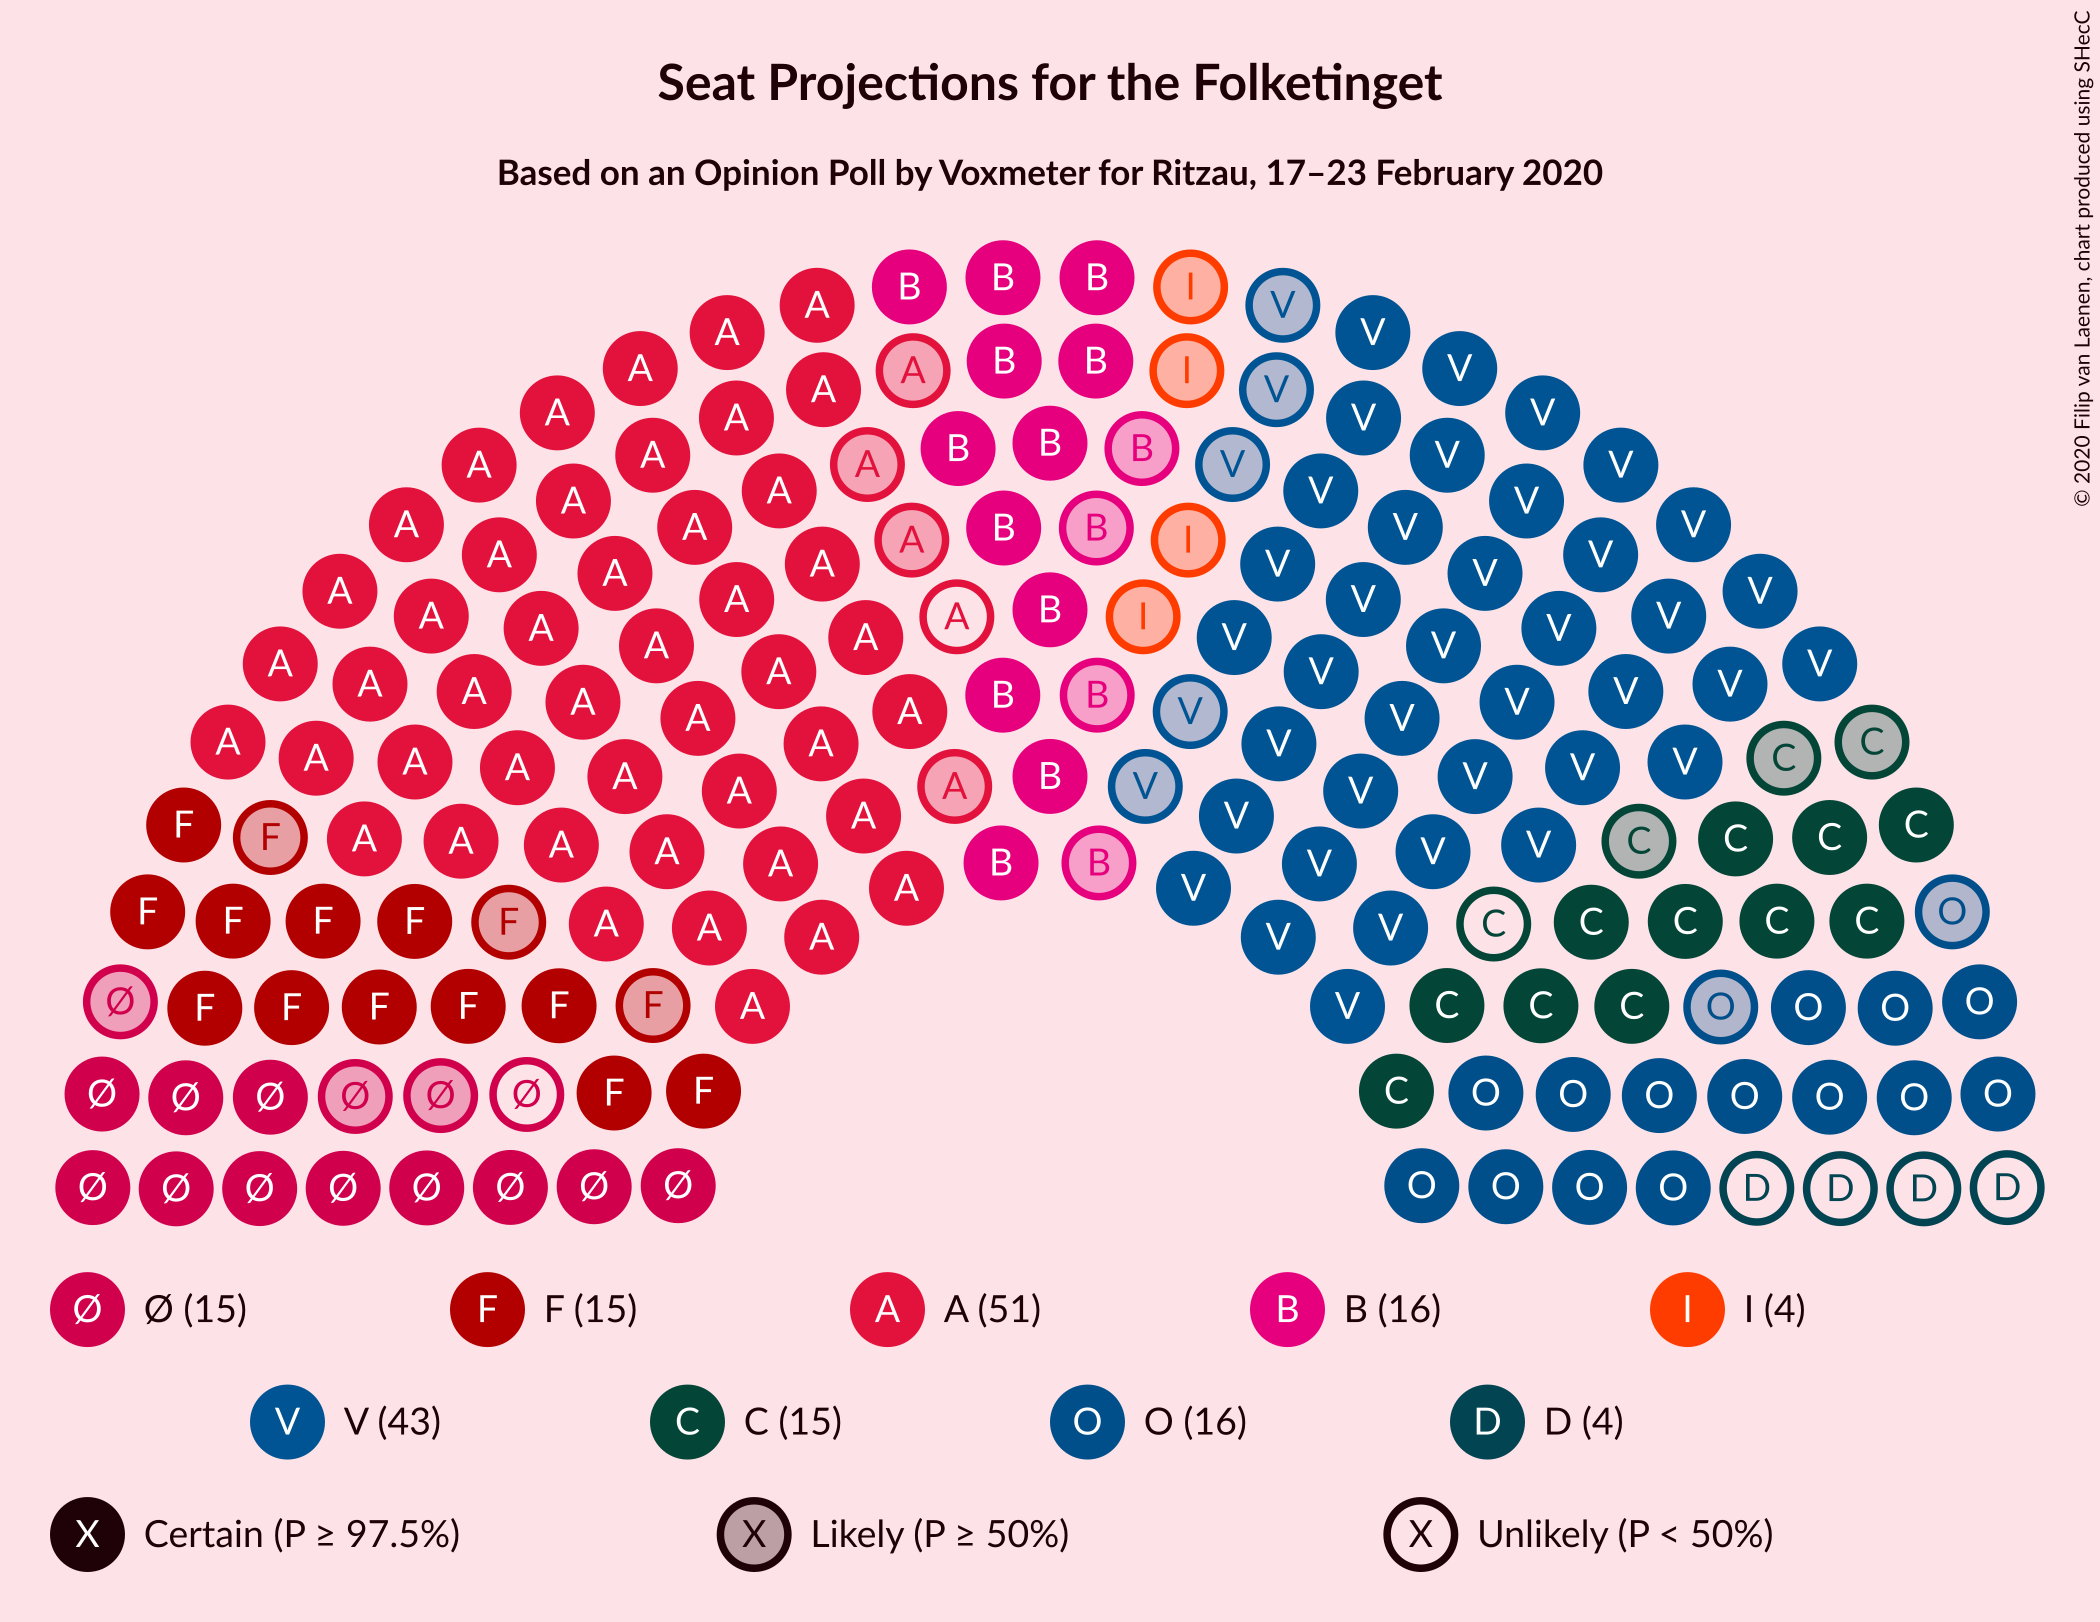 Seat Projections for the Folketinget
Based on an Opinion Poll by Voxmeter for Ritzau, 17–23 February 2020
© 2020 Filip van Laenen, chart produced using SHecC
B B B I
A V
A V
A A B B I V
A V
A A V V
A B B B V
A A V V
A A V V
A A B B V V
A A I V
A A V V
A A V V
A A B I V
A A V V
A V
A A V V
A A B B V V
A A A V V V
A A V C
A A A V V C
A A A B V V V
F A V C
F A A A A V V C C C
A B B V
A V
F F F F F A A A V V C C C C C O
Ø F F F F F F A V C C C O O O O
Ø Ø Ø Ø Ø Ø F F C O O O O O O O
Ø Ø Ø Ø Ø Ø Ø Ø O O O O D D D D
Ø Ø (15) F F (15) A A (51) B B (16) I I (4)
V V (43) C C (15) O O (16) D D (4)
X Certain (P ≥ 97.5%) X Likely (P ≥ 50%) X Unlikely (P < 50%)